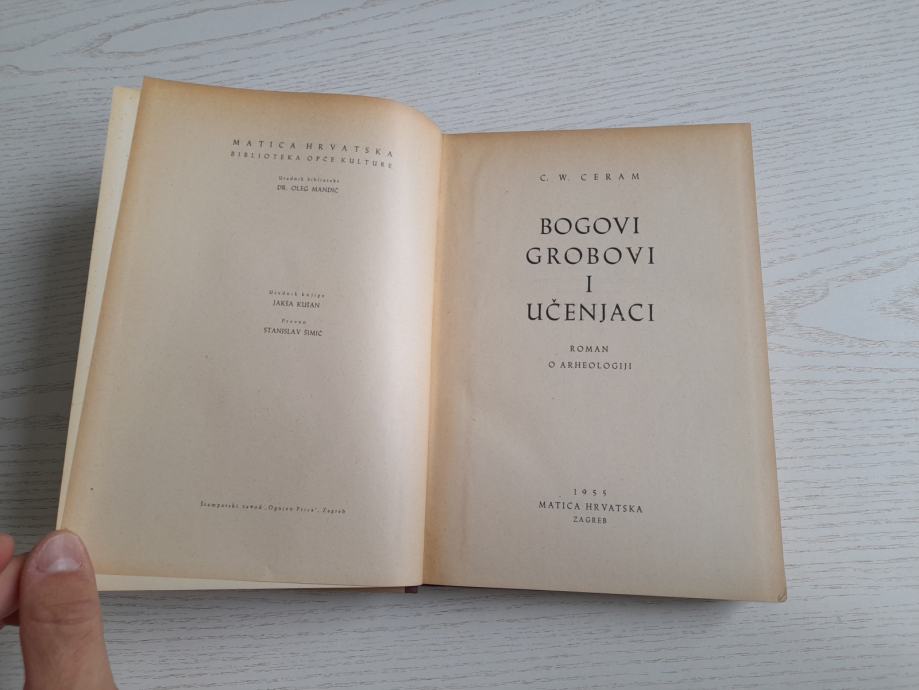 MATICA HRVATSKA
BIBLIOTEKA OPĆE KULTURE
Urednik biblioteke
DR. OLEG MANDIĆ
Urednik knjige
JAKŠA KUŠAN
Preveo
STANISLAV ŠIMIĆ
Štamparski zavod „Ognjen Prica", Zagreb
C. W. CERAM
BOGOVI
GROBOVI
I
UČENJACI
ROMAN
O ARHEOLOGIJI
1955
MATICA HRVATSKA
ZAGREB